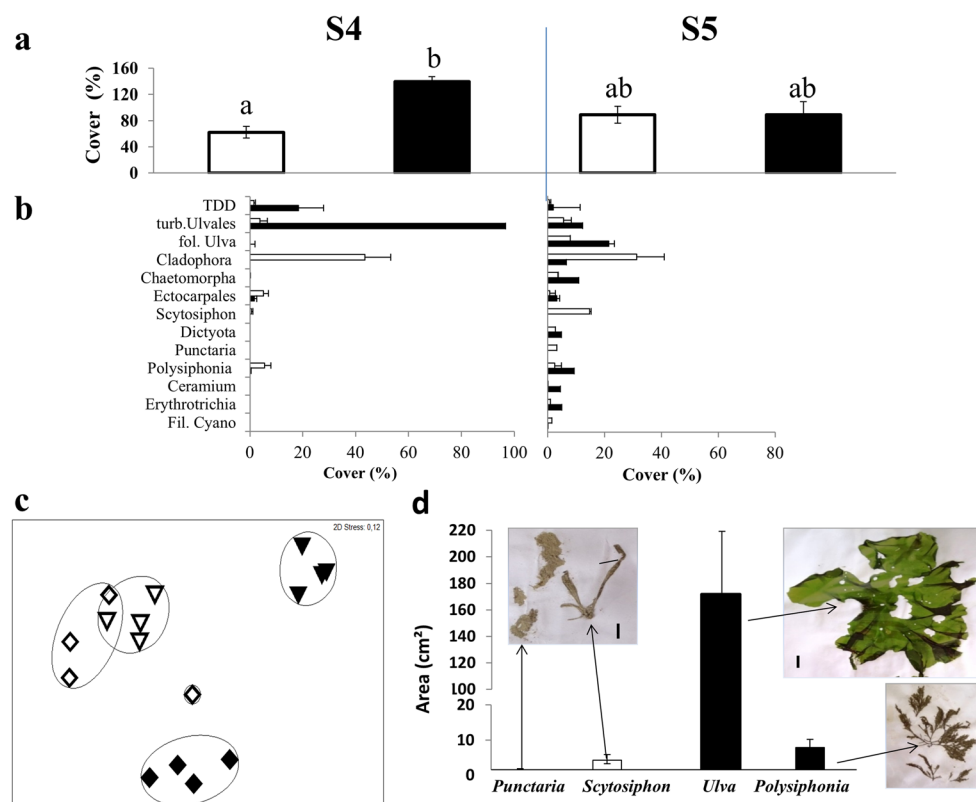 S4
S5
a
Cover (%)
160
120
80
40
0
a
b
ab
ab
b
TDD
turb.Ulvales
fol. Ulva
Cladophora
Chaetomorpha
Ectocarpales
Scytosiphon
Dictyota
Punctaria
Polysiphonia
Ceramium
Erythrotrichia
Fil. Cyano
0 20 40 60 80 100
Cover (%)
0 20 40 60 80
Cover (%)
c
2D Stress: 0,12
d
Area (cm²)
220
200
180
160
140
120
100
20
10
0
Punctaria Scytosiphon Ulva Polysiphonia